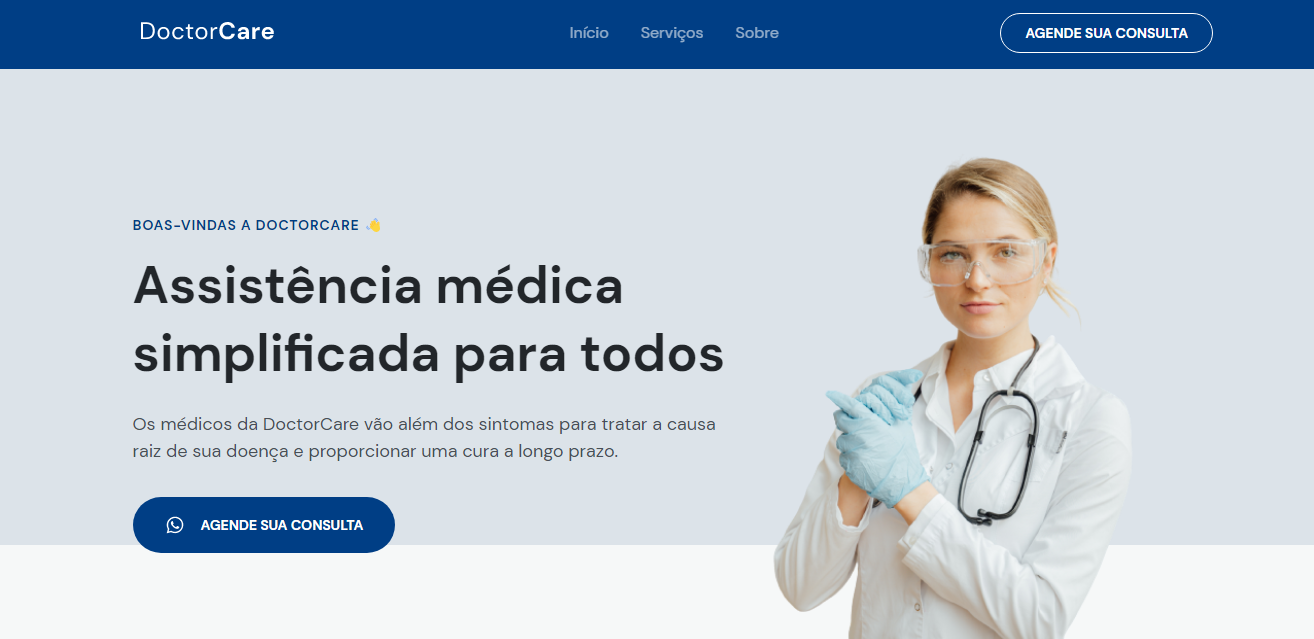 DoctorCare
Início
Serviços
Sobre
AGENDE SUA CONSULTA
BOAS-VINDAS A DOCTORCARE 👋
Assistência médica
simplificada para todos
Os médicos da DoctorCare vão além dos sintomas para tratar a causa
raiz de sua doença e proporcionar uma cura a longo prazo.
AGENDE SUA CONSULTA